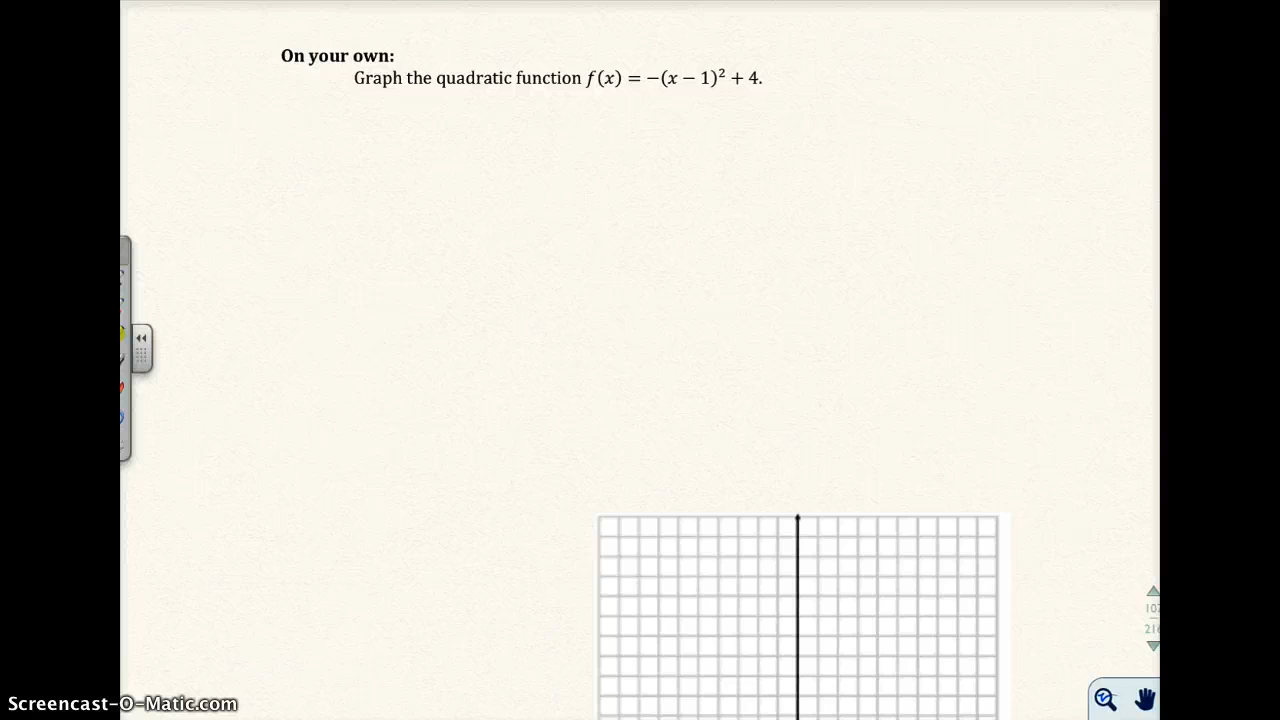 On your own:
Graph the quadratic function f(x) = −(x − 1)² + 4.
Screencast-O-Matic.com